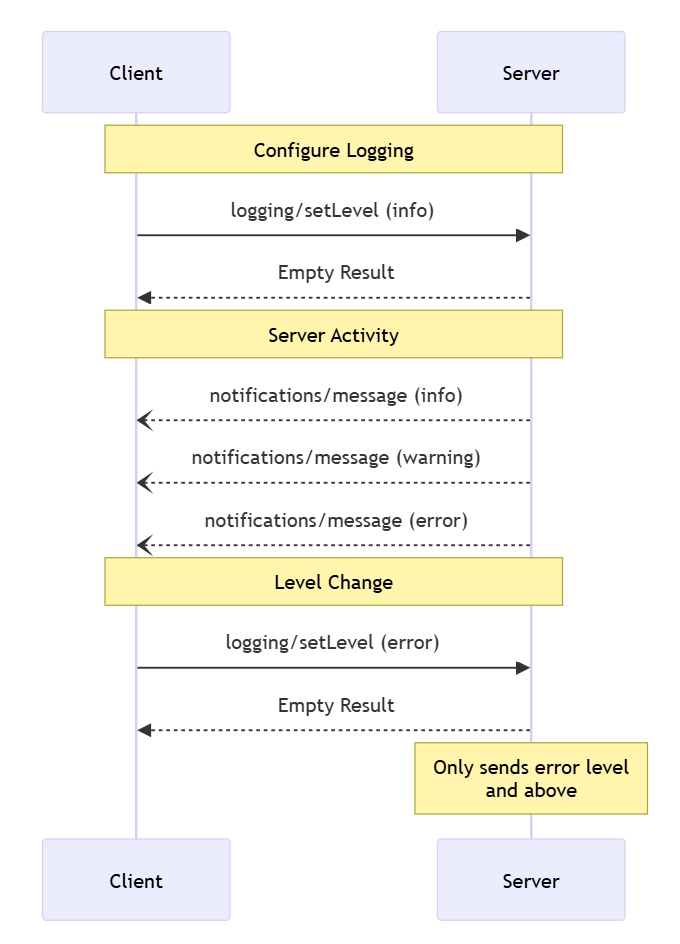 Client
Server
Configure Logging
logging/setLevel (info)
Empty Result
Server Activity
notifications/message (info)
notifications/message (warning)
notifications/message (error)
Level Change
logging/setLevel (error)
Empty Result
Only sends error level
and above
Client
Server